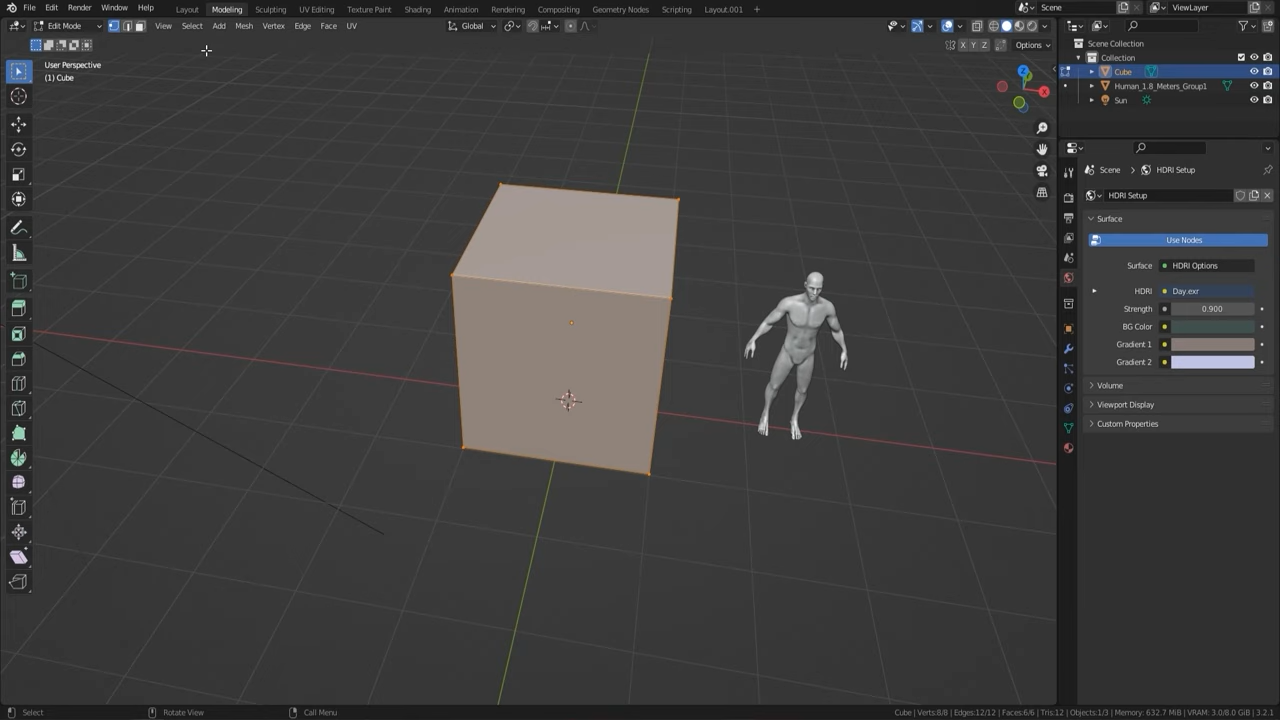 File Edit Render Window Help Layout Modeling Sculpting UV Editing Texture Paint Shading Animation Rendering Compositing Geometry Nodes Scripting Layout.001 + Scene ViewLayer
Edit Mode View Select Add Mesh Vertex Edge Face UV Global
X Y Z Options
User Perspective
(1) Cube
Scene Collection
Collection
Cube
Human_1.8_Meters_Group1
Sun
Scene > HDRI Setup
HDRI Setup
Surface
Use Nodes
Surface HDRI Options
HDRI Day.exr
Strength 0.900
BG Color
Gradient 1
Gradient 2
Volume
Viewport Display
Custom Properties
Z
X
Select Rotate View Call Menu Cube | Verts:8/8 | Edges:12/12 | Faces:6/6 | Tris:12 | Objects:1/3 | Memory: 632.7 MiB | VRAM: 3.0/8.0 GiB | 3.2.1